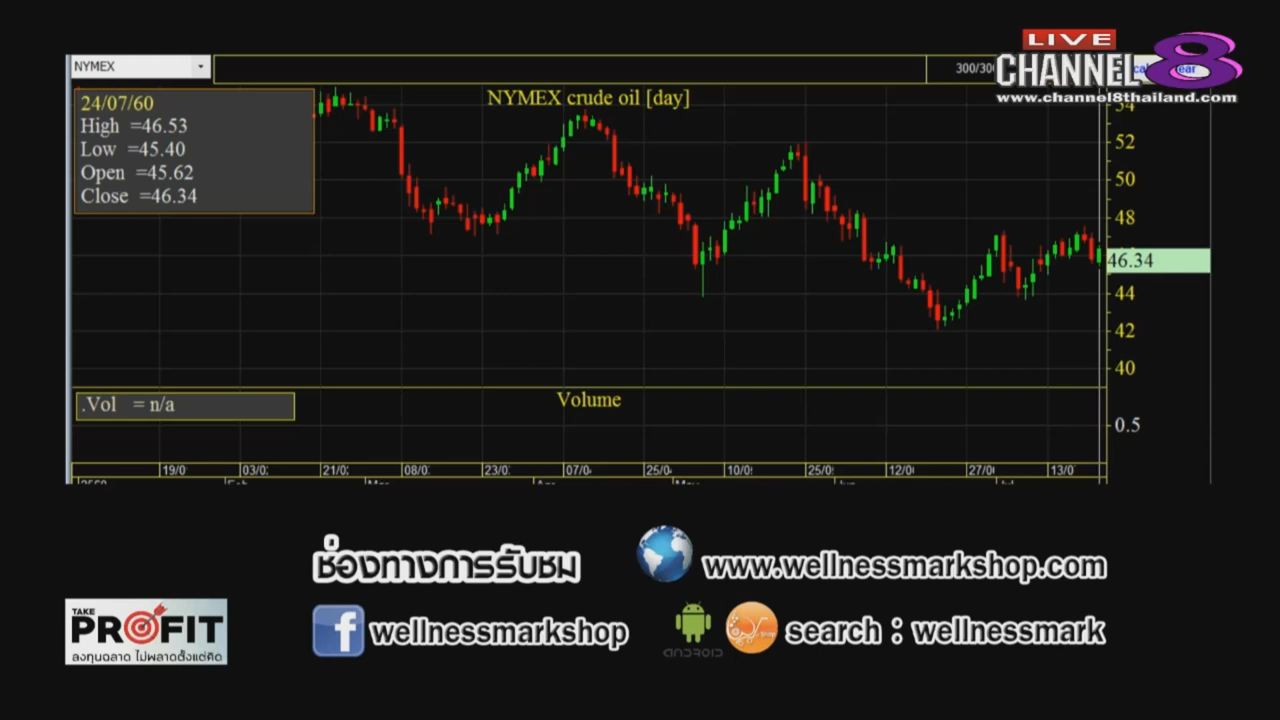 LIVE
CHANNEL 8
www.channel8thailand.com
NYMEX
300/300
24/07/60
High =46.53
Low =45.40
Open =45.62
Close =46.34
NYMEX crude oil [day]
54
52
50
48
46.34
44
42
40
.Vol = n/a
Volume
0.5
19/0
03/0
21/0
08/0
23/0
07/0
25/0
10/0
25/0
12/0
27/0
13/0
ช่องทางการรับชม
www.wellnessmarkshop.com
TAKE
PROFIT
ลงทุนฉลาด ไม่พลาดตั้งแต่คิด
wellnessmarkshop
ANDROID
search : wellnessmark